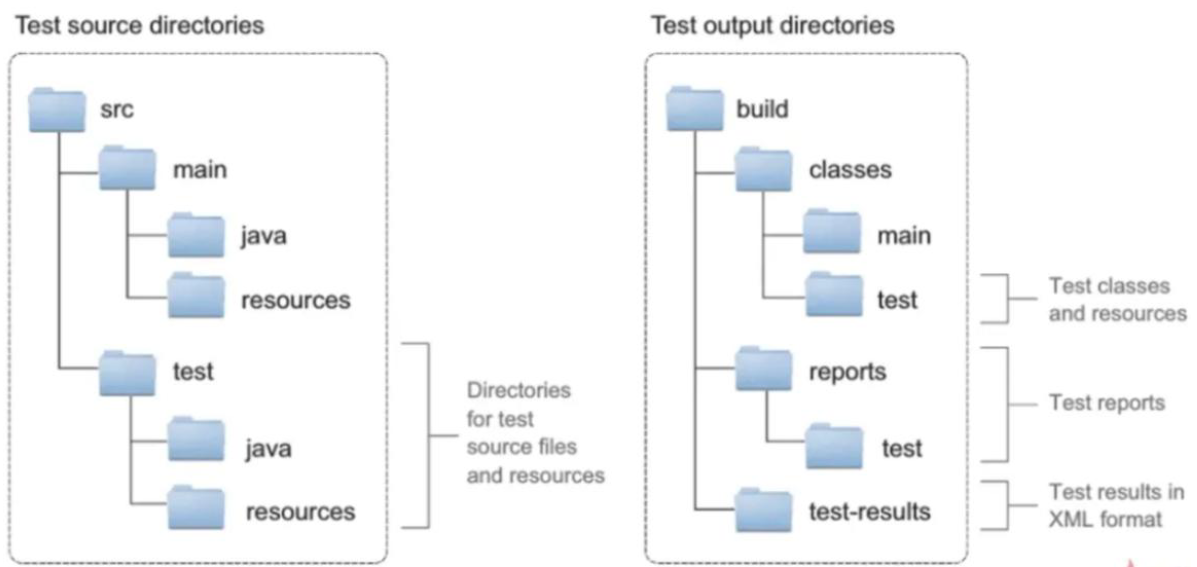 Test source directories
src
main
java
resources
test
java
resources
Directories
for test
source files
and resources
Test output directories
build
classes
main
test
reports
test
test-results
Test classes
and resources
Test reports
Test results in
XML format